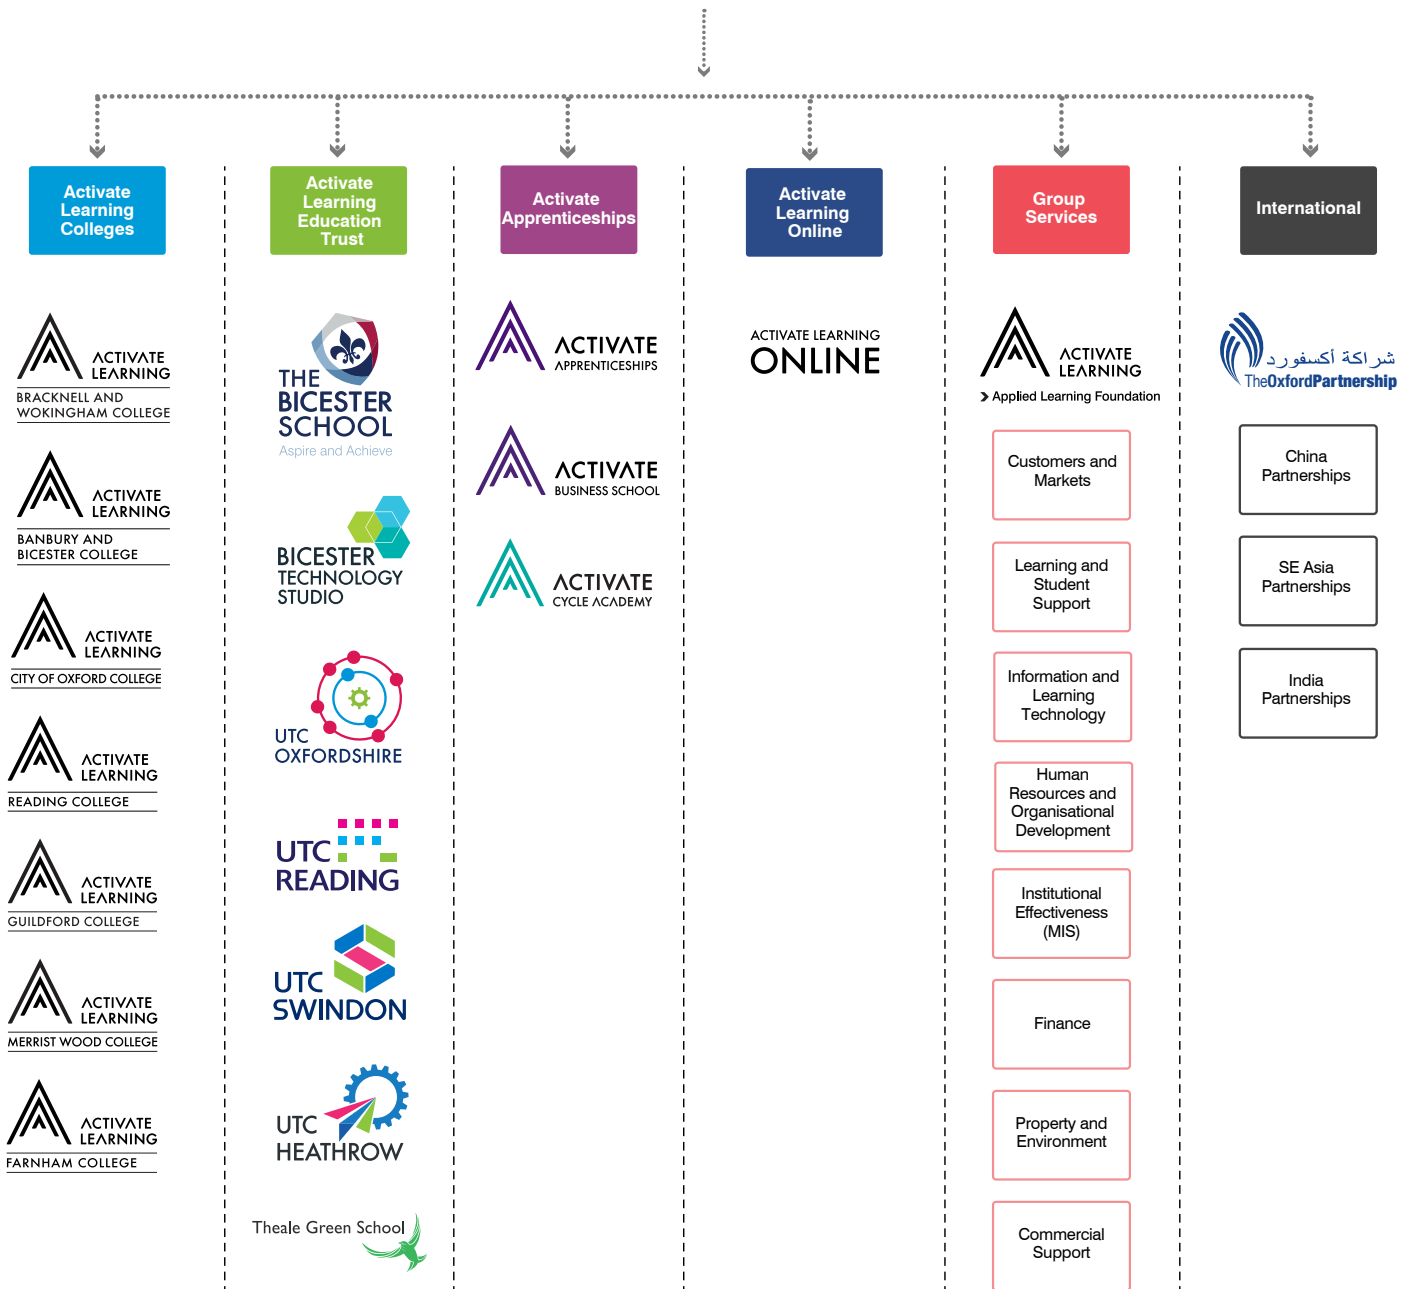 Activate
Learning
Colleges
ACTIVATE
LEARNING
BRACKNELL AND
WOKINGHAM COLLEGE
ACTIVATE
LEARNING
BANBURY AND
BICESTER COLLEGE
ACTIVATE
LEARNING
CITY OF OXFORD COLLEGE
ACTIVATE
LEARNING
READING COLLEGE
ACTIVATE
LEARNING
GUILDFORD COLLEGE
ACTIVATE
LEARNING
MERRIST WOOD COLLEGE
ACTIVATE
LEARNING
FARNHAM COLLEGE
Activate
Learning
Education
Trust
THE
BICESTER
SCHOOL
Aspire and Achieve
BICESTER
TECHNOLOGY
STUDIO
UTC
OXFORDSHIRE
UTC
READING
UTC
SWINDON
UTC
HEATHROW
Theale Green School
Activate
Apprenticeships
ACTIVATE
APPRENTICESHIPS
ACTIVATE
BUSINESS SCHOOL
ACTIVATE
CYCLE ACADEMY
Activate
Learning
Online
ACTIVATE LEARNING
ONLINE
Group
Services
ACTIVATE
LEARNING
Applied Learning Foundation
Customers and
Markets
Learning and
Student
Support
Information and
Learning
Technology
Human
Resources and
Organisational
Development
Institutional
Effectiveness
(MIS)
Finance
Property and
Environment
Commercial
Support
International
شراكة أكسفورد
TheOxfordPartnership
China
Partnerships
SE Asia
Partnerships
India
Partnerships